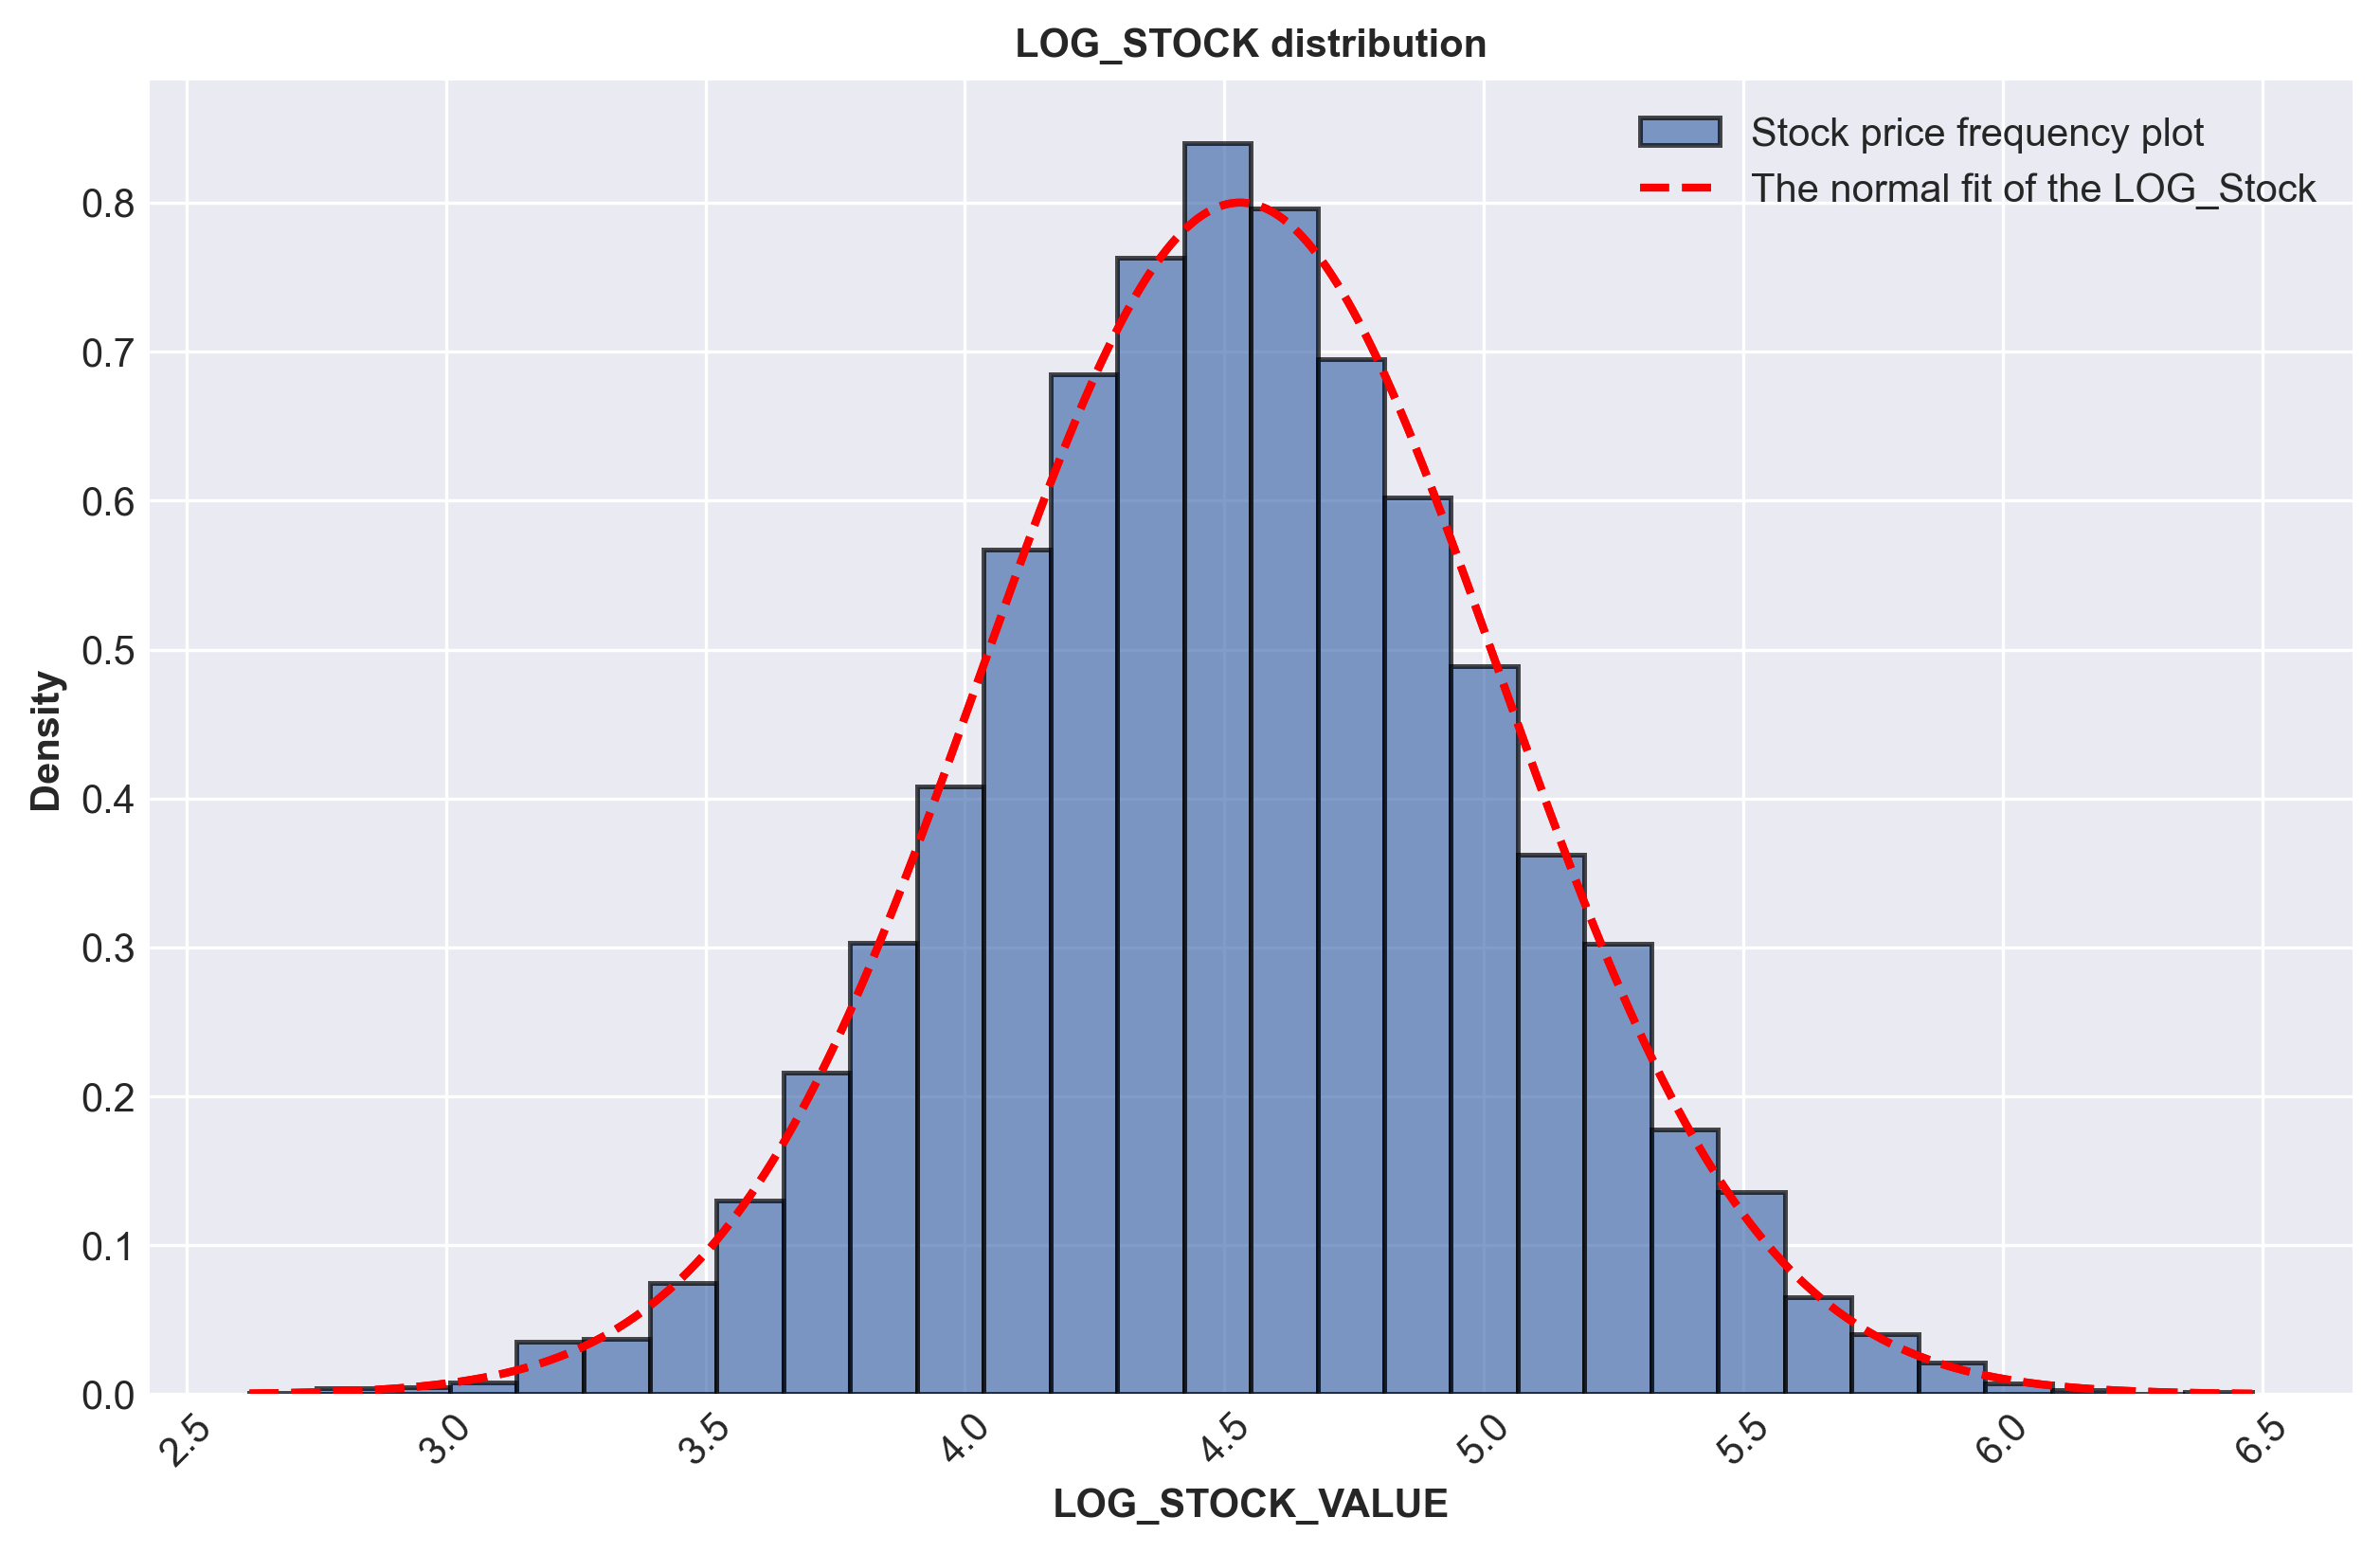 LOG_STOCK distribution
Stock price frequency plot
The normal fit of the LOG_Stock
Density
0.8
0.7
0.6
0.5
0.4
0.3
0.2
0.1
0.0
2.5 3.0 3.5 4.0 4.5 5.0 5.5 6.0 6.5
LOG_STOCK_VALUE